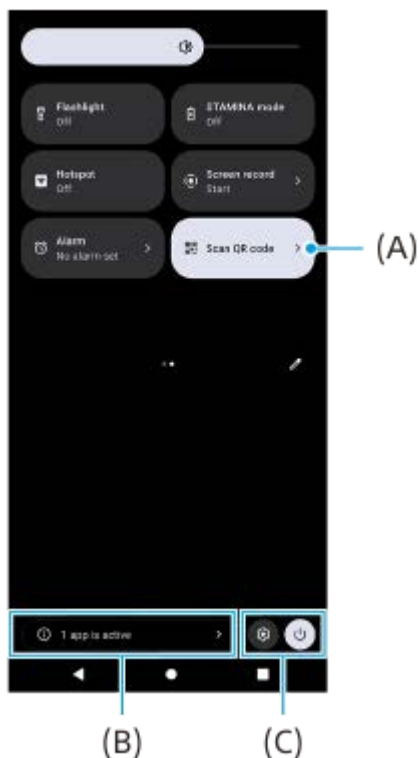 Flashlight
Off
STAMINA mode
Off
Hotspot
Off
Screen record
Start
Alarm
No alarm set
Scan QR code
(A)
1 app is active
(B)
(C)